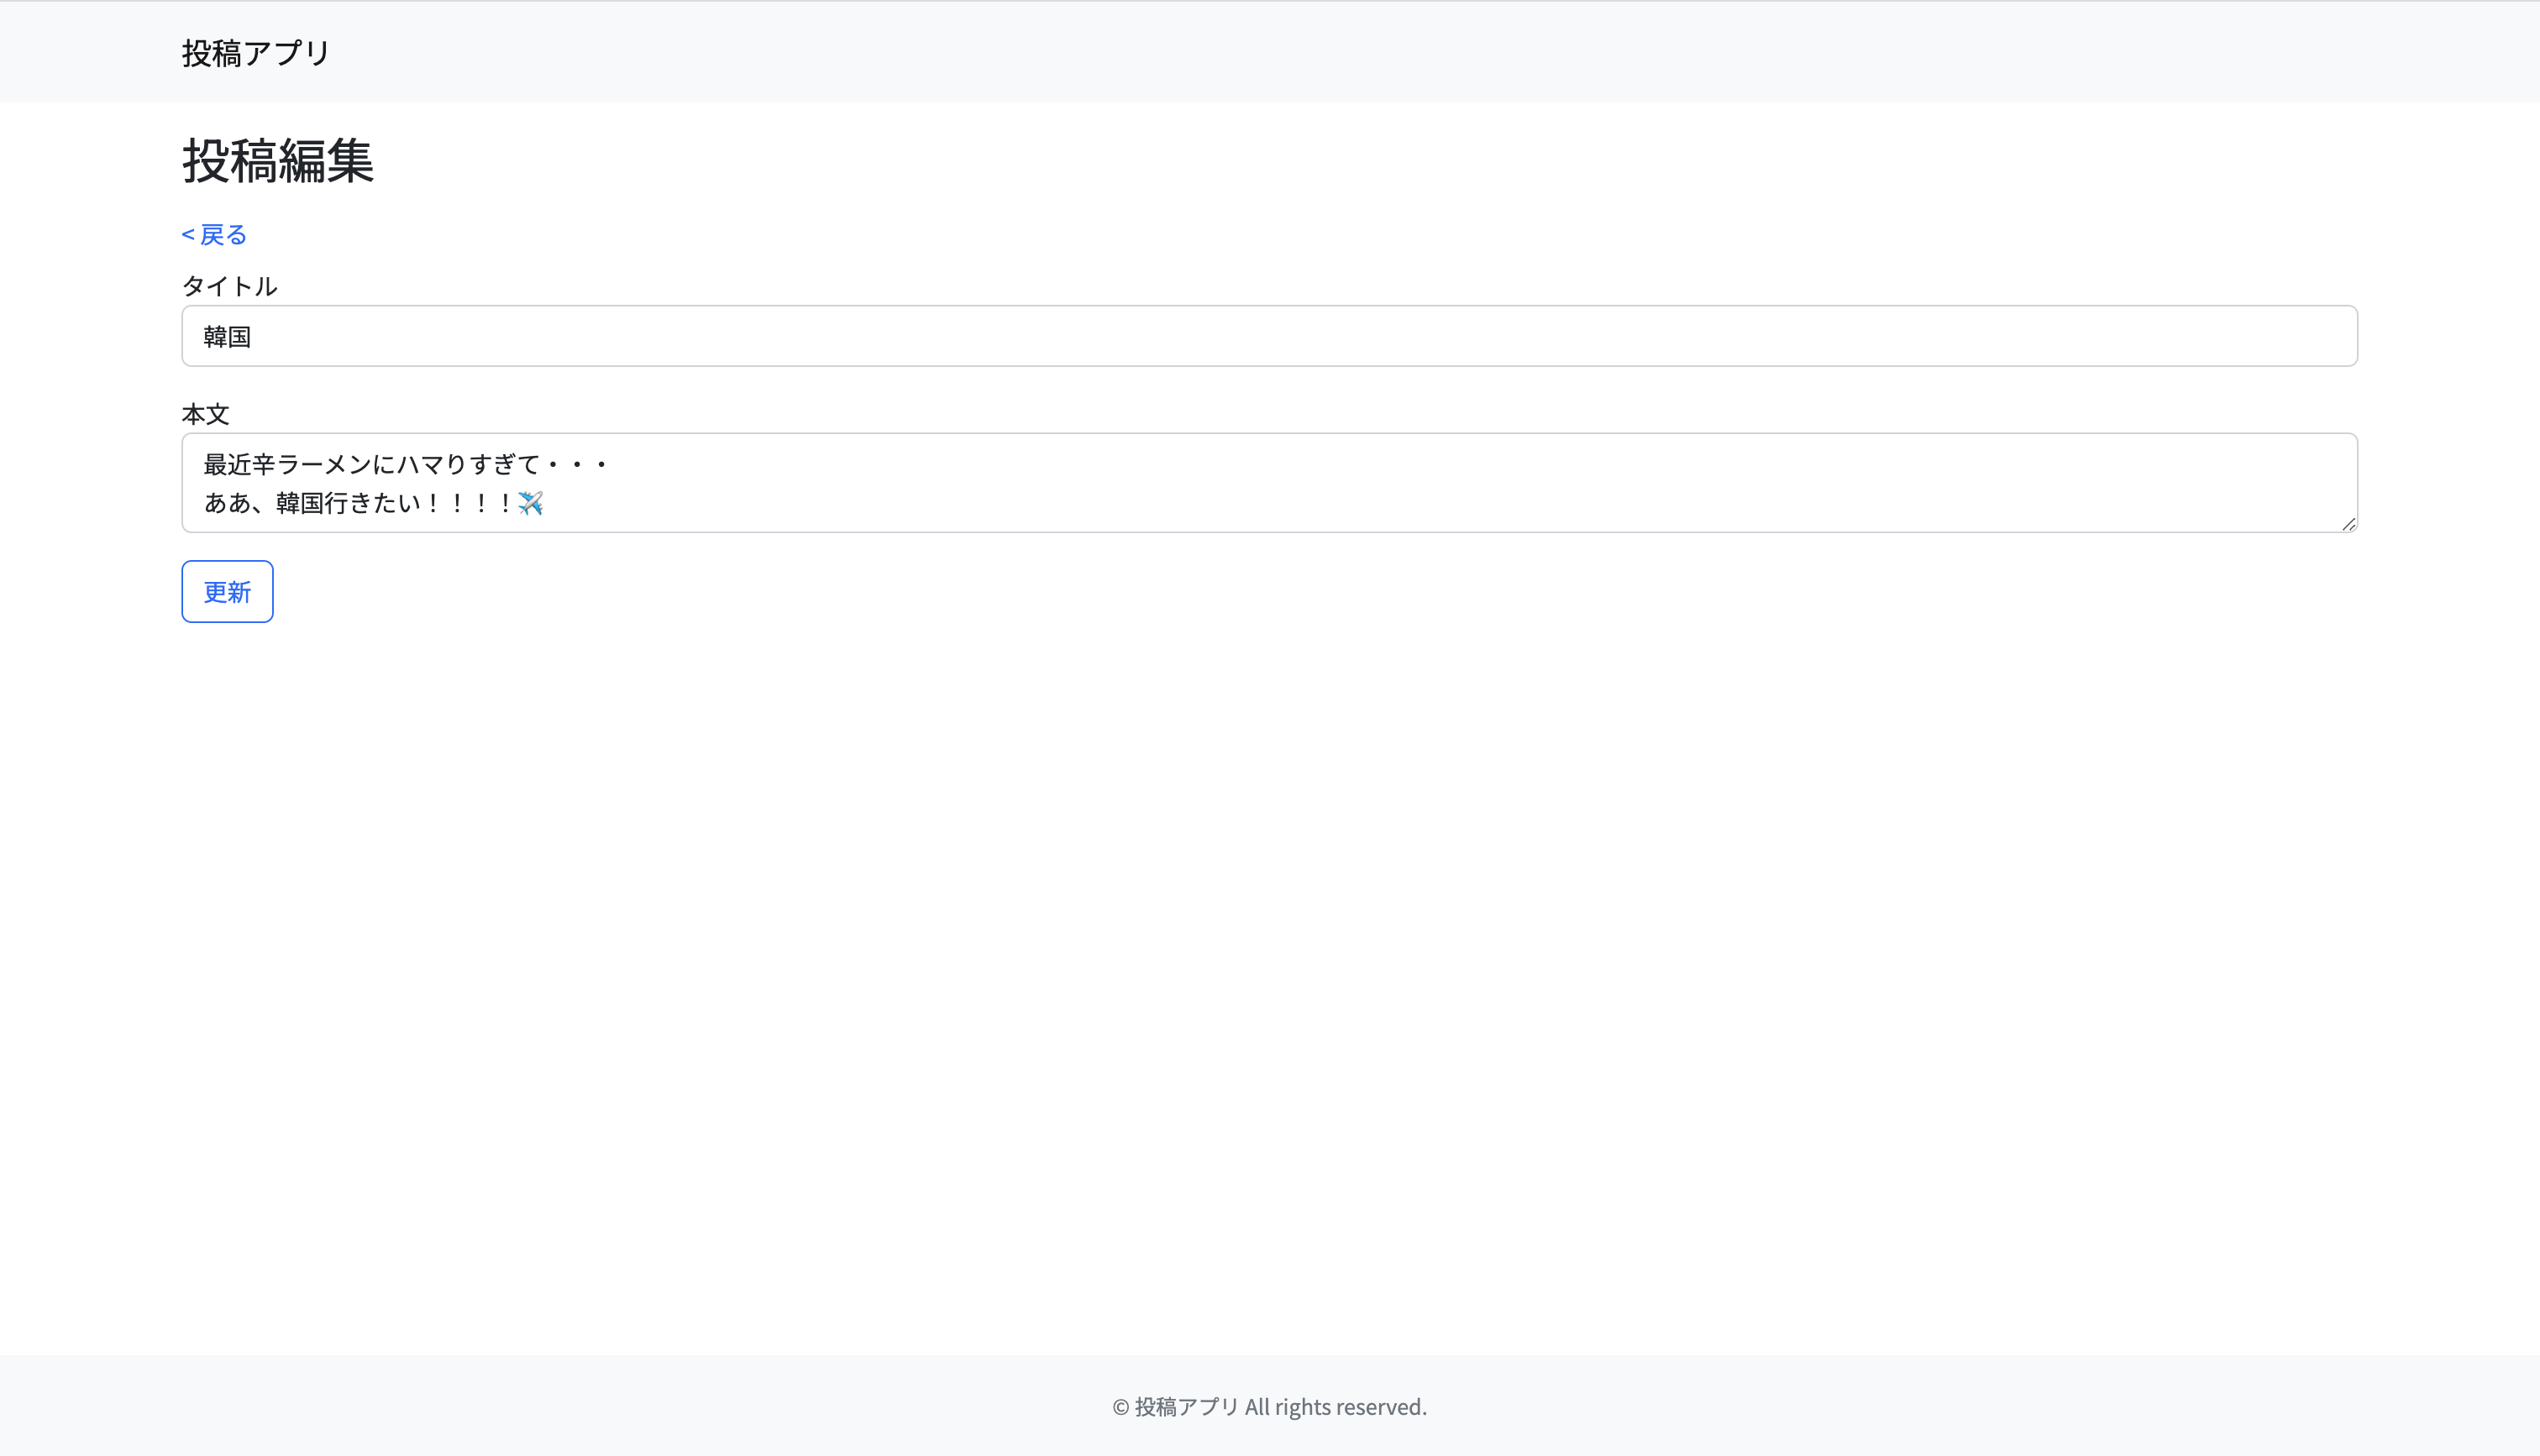 投稿アプリ
投稿編集
< 戻る
タイトル
韓国
本文
最近辛ラーメンにハマりすぎて・・・
ああ、韓国行きたい！！！！✈️
更新
© 投稿アプリ All rights reserved.